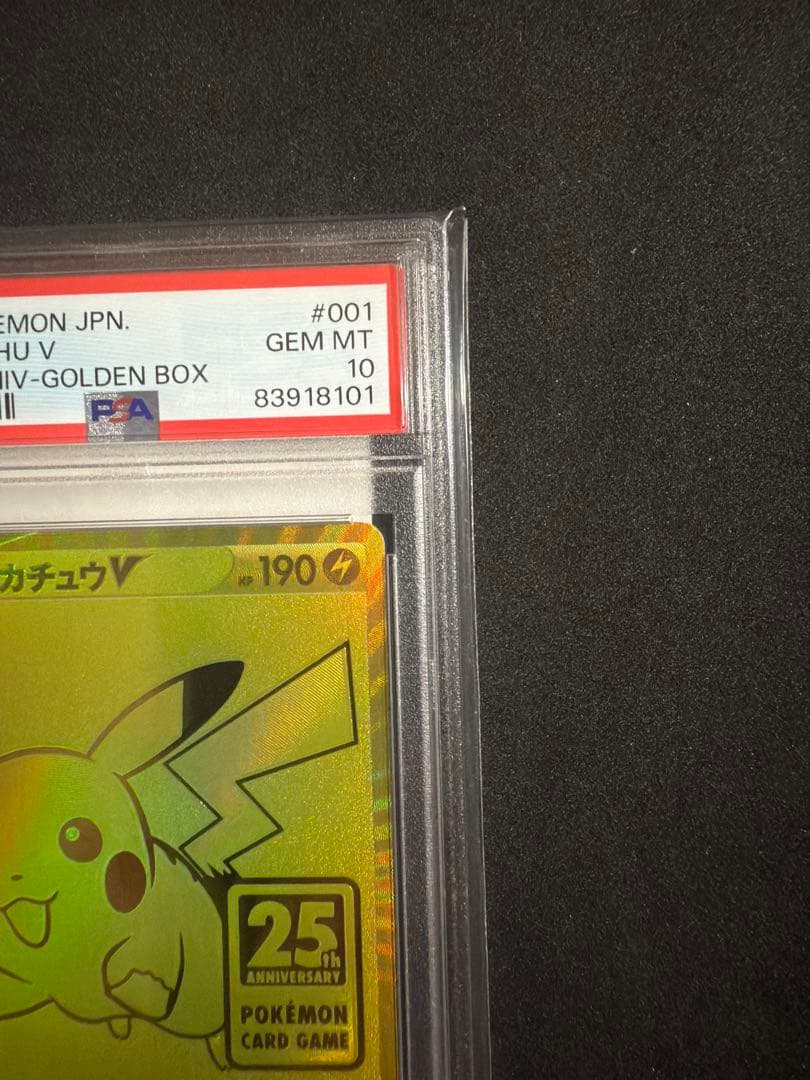 EMON JPN. #001
HU V GEM MT
IV-GOLDEN BOX 10
83918101
PSA
カチュウV HP 190
25th
ANNIVERSARY
POKÉMON
CARD GAME